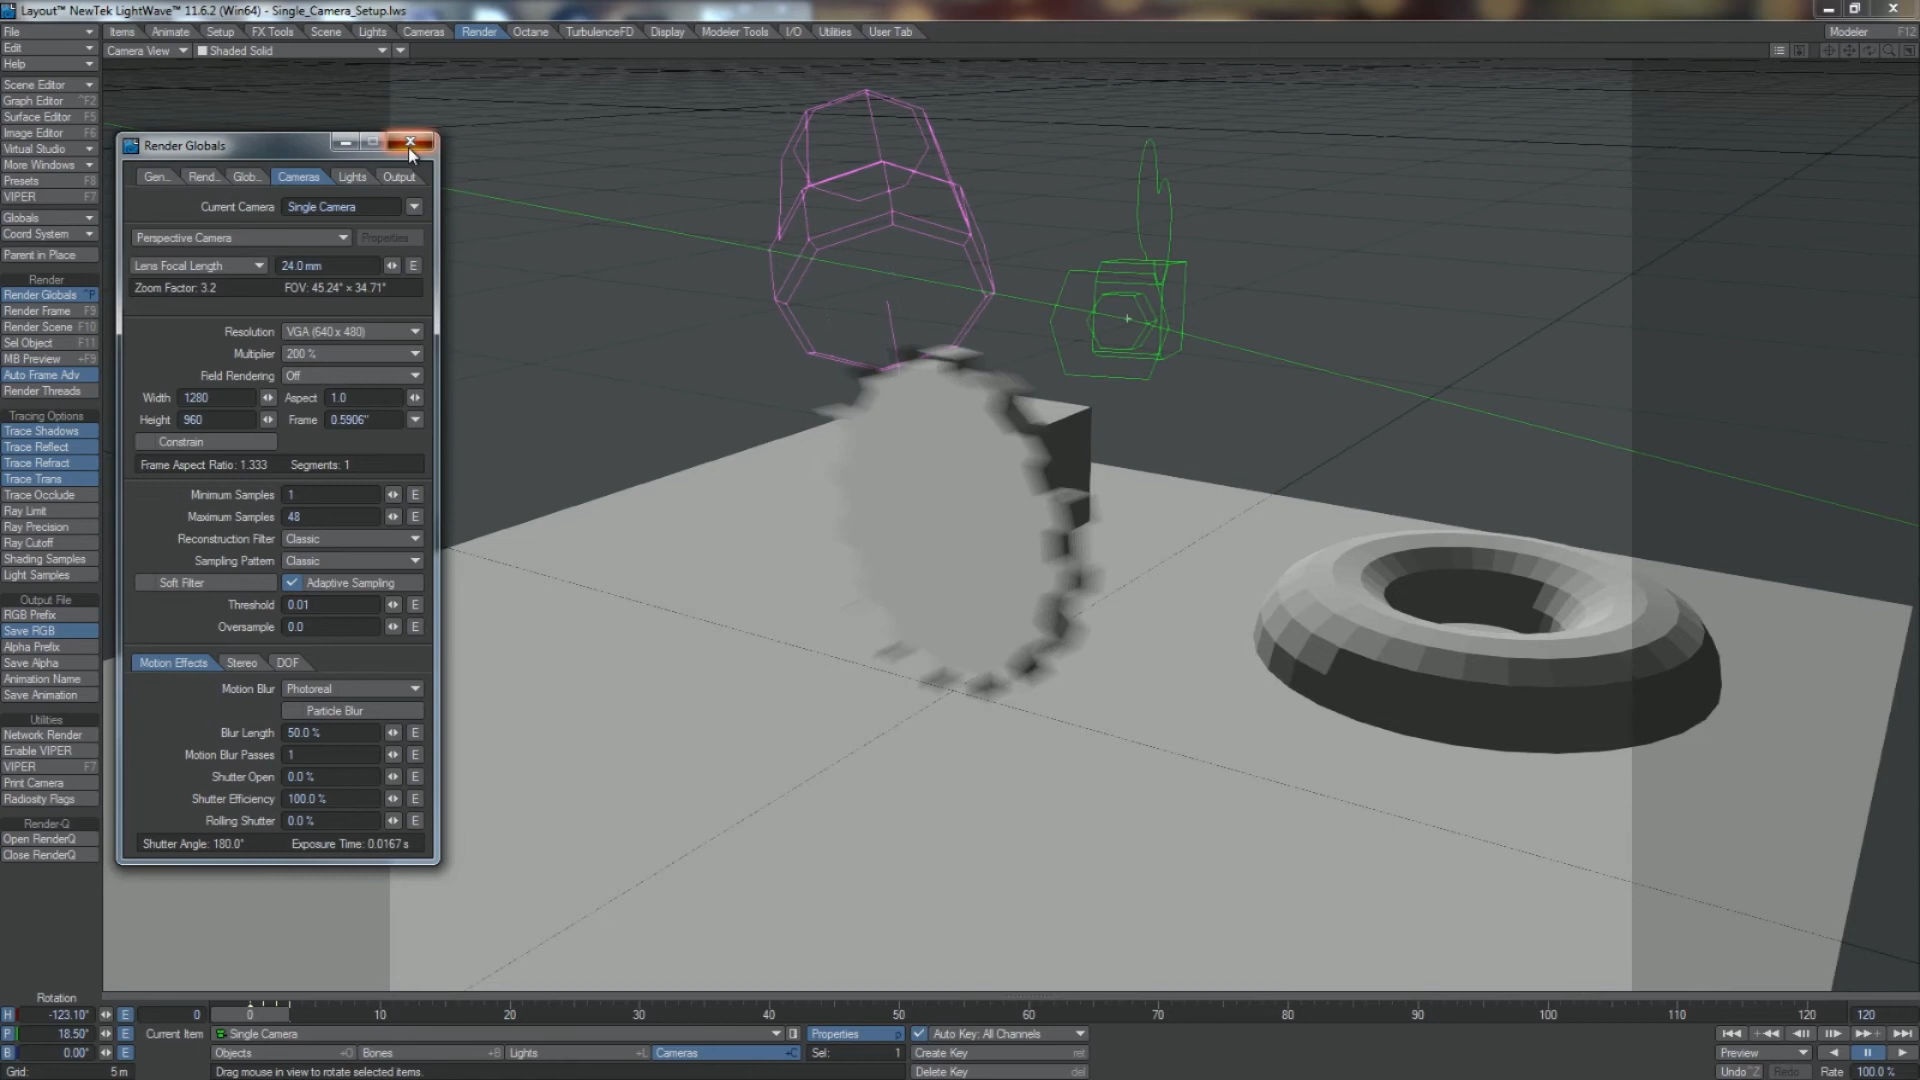 Layout™ NewTek LightWave™ 11.6.2 (Win64) - Single_Camera_Setup.lws
File
Items Animate Setup FX Tools Scene Lights Cameras Render Octane TurbulenceFD Display Modeler Tools I/O Utilities User Tab
Modeler F12
Edit
Camera View Shaded Solid
Help
Scene Editor
Graph Editor ^F2
Surface Editor F5
Image Editor F6
Virtual Studio
More Windows
Presets F8
VIPER F7
Globals
Coord System
Parent in Place
Render
Render Globals ^P
Render Frame F9
Render Scene F10
Sel Object F11
MB Preview +F9
Auto Frame Adv
Render Threads
Tracing Options
Trace Shadows
Trace Reflect
Trace Refract
Trace Trans
Trace Occlude
Ray Limit
Ray Precision
Ray Cutoff
Shading Samples
Light Samples
Output File
RGB Prefix
Save RGB
Alpha Prefix
Save Alpha
Animation Name
Save Animation
Utilities
Network Render
Enable VIPER
VIPER F7
Print Camera
Radiosity Flags
Render-Q
Open RenderQ
Close RenderQ
Render Globals
Gen... Rend... Glob... Cameras Lights Output
Current Camera Single Camera
Perspective Camera Properties
Lens Focal Length 24.0 mm E
Zoom Factor: 3.2 FOV: 45.24° x 34.71°
Resolution VGA (640 x 480)
Multiplier 200 %
Field Rendering Off
Width 1280 Aspect 1.0
Height 960 Frame 0.5906"
Constrain
Frame Aspect Ratio: 1.333 Segments: 1
Minimum Samples 1 E
Maximum Samples 48 E
Reconstruction Filter Classic
Sampling Pattern Classic
Soft Filter Adaptive Sampling
Threshold 0.01 E
Oversample 0.0 E
Motion Effects Stereo DOF
Motion Blur Photoreal
Particle Blur
Blur Length 50.0 % E
Motion Blur Passes 1 E
Shutter Open 0.0 % E
Shutter Efficiency 100.0 % E
Rolling Shutter 0.0 % E
Shutter Angle: 180.0° Exposure Time: 0.0167 s
Rotation
H -123.10° E 0 0 10 20 30 40 50 60 70 80 90 100 110 120 120
P 18.50° E Current Item Single Camera Properties p Auto Key: All Channels
B 0.00° E Objects +O Bones +B Lights +L Cameras +C Sel: 1 Create Key ret Preview
Grid: 5 m Drag mouse in view to rotate selected items. Delete Key del Undo ^Z Redo Rate 100.0 %